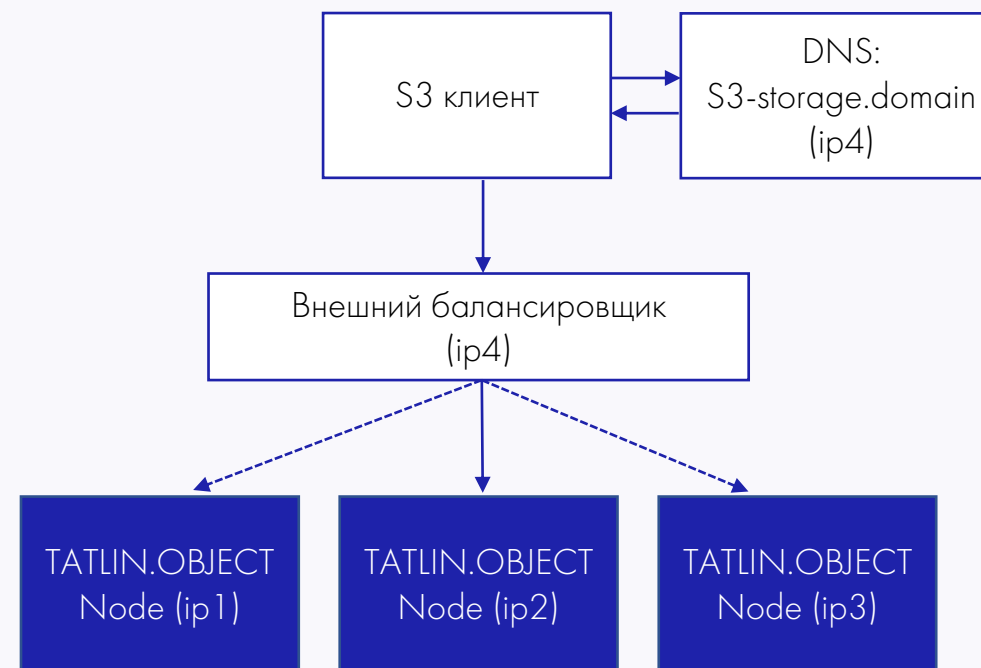 S3 клиент
DNS:
S3-storage.domain
(ip4)
Внешний балансировщик
(ip4)
TATLIN.OBJECT
Node (ip1)
TATLIN.OBJECT
Node (ip2)
TATLIN.OBJECT
Node (ip3)